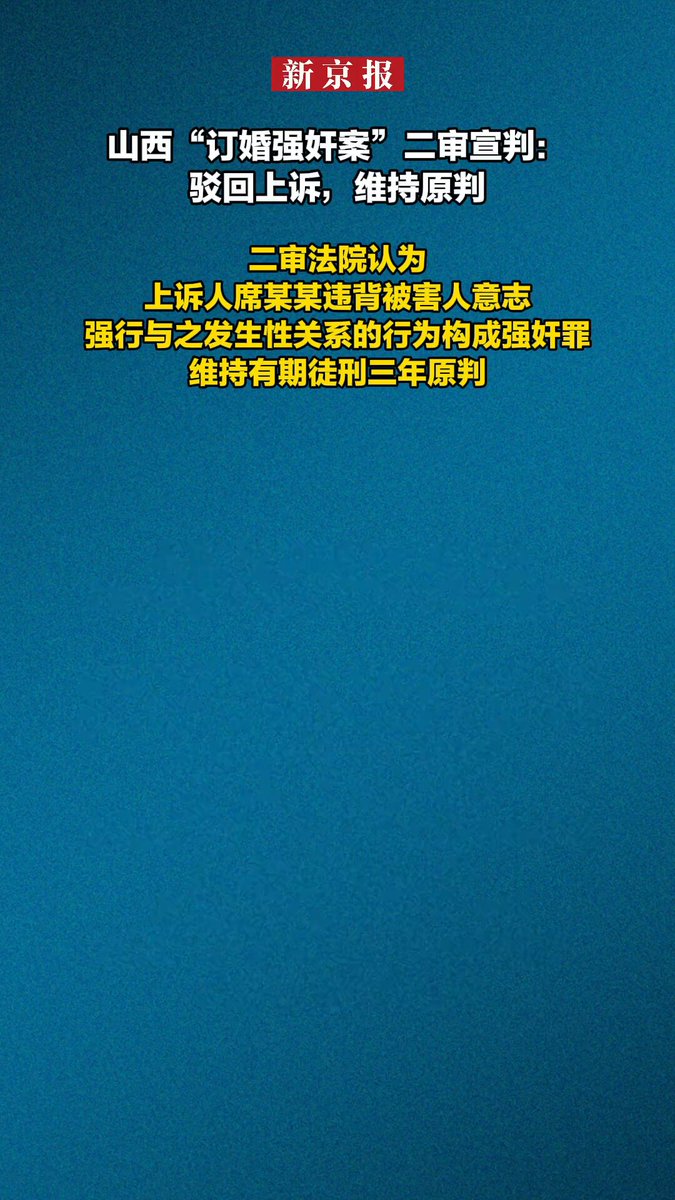 新京报
山西“订婚强奸案”二审宣判：
驳回上诉，维持原判
二审法院认为
上诉人席某某违背被害人意志
强行与之发生性关系的行为构成强奸罪
维持有期徒刑三年原判